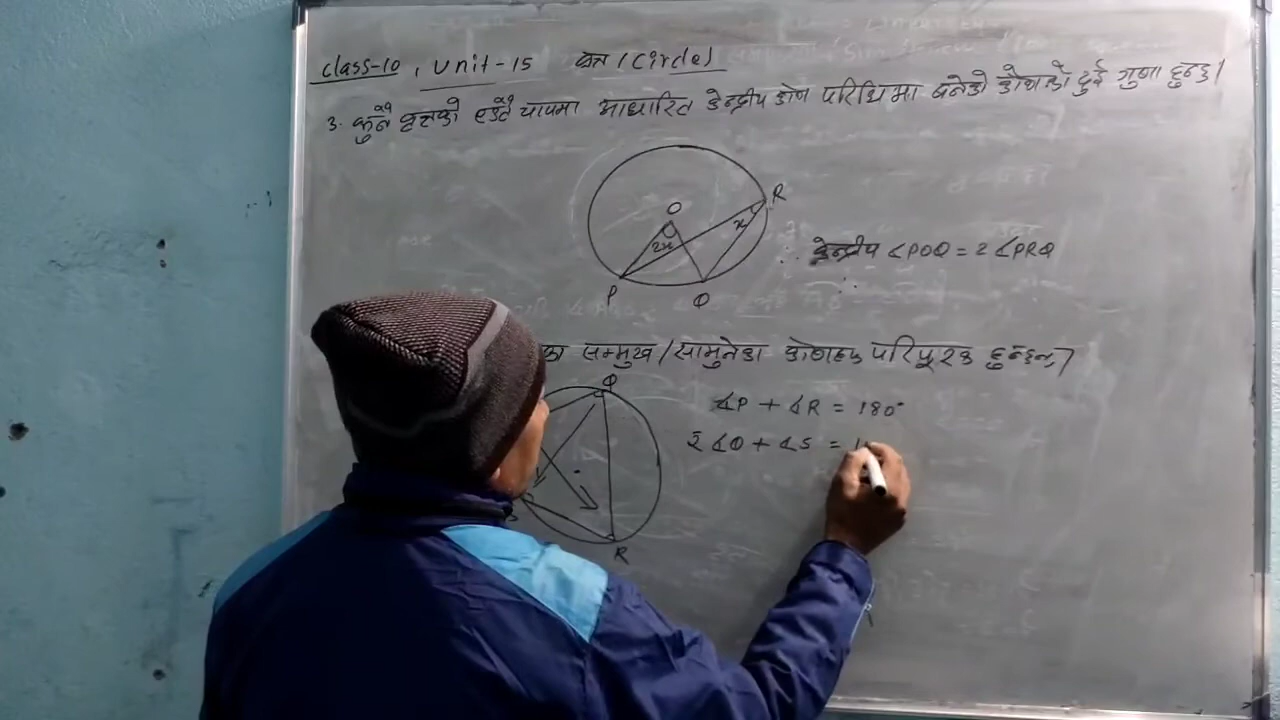 class-10, Unit-15 वृत्त (Circle)
3. कुनै वृत्तको एउटै चापमा आधारित केन्द्रीय कोण परिधिमा बनेको कोणको दुई गुणा हुन्छ।
O
R
x
2x
P
Q
∴ केन्द्रीय ∠POQ = 2 ∠PRQ
का सम्मुख/सामुनेका कोणहरू परिपूरक हुन्छन्।
Q
R
∠P + ∠R = 180°
र ∠Q + ∠S = 1